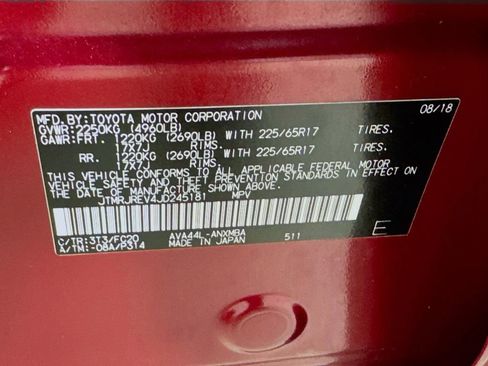 MFD.BY:TOYOTA MOTOR CORPORATION 08/18
GVWR:2250KG (4960LB)
GAWR:FRT. 1220KG (2690LB) WITH 225/65R17 TIRES.
17X7J RIMS.
RR. 1220KG (2690LB) WITH 225/65R17 TIRES.
17X7J RIMS.
THIS VEHICLE CONFORMS TO ALL APPLICABLE FEDERAL MOTOR
VEHICLE SAFETY AND THEFT PREVENTION STANDARDS IN EFFECT ON
THE DATE OF MANUFACTURE SHOWN ABOVE.
JTMRJREV4JD245181 MPV
C/TR:3T3/FG20 AVA44L-ANXMBA
A/TM:-08A/P314 MADE IN JAPAN 511 E